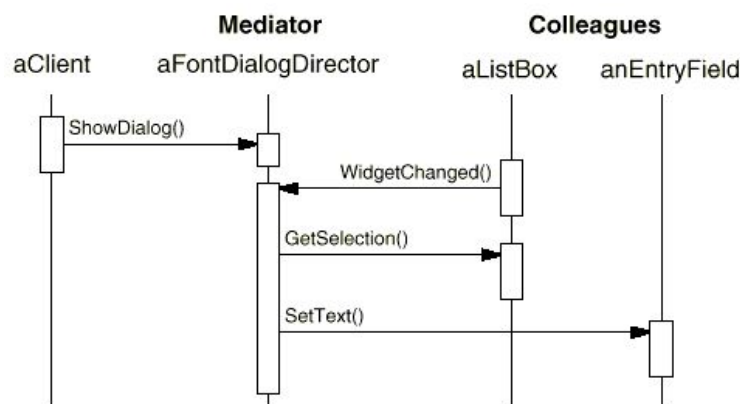 Mediator Colleagues
aClient aFontDialogDirector aListBox anEntryField
ShowDialog()
WidgetChanged()
GetSelection()
SetText()